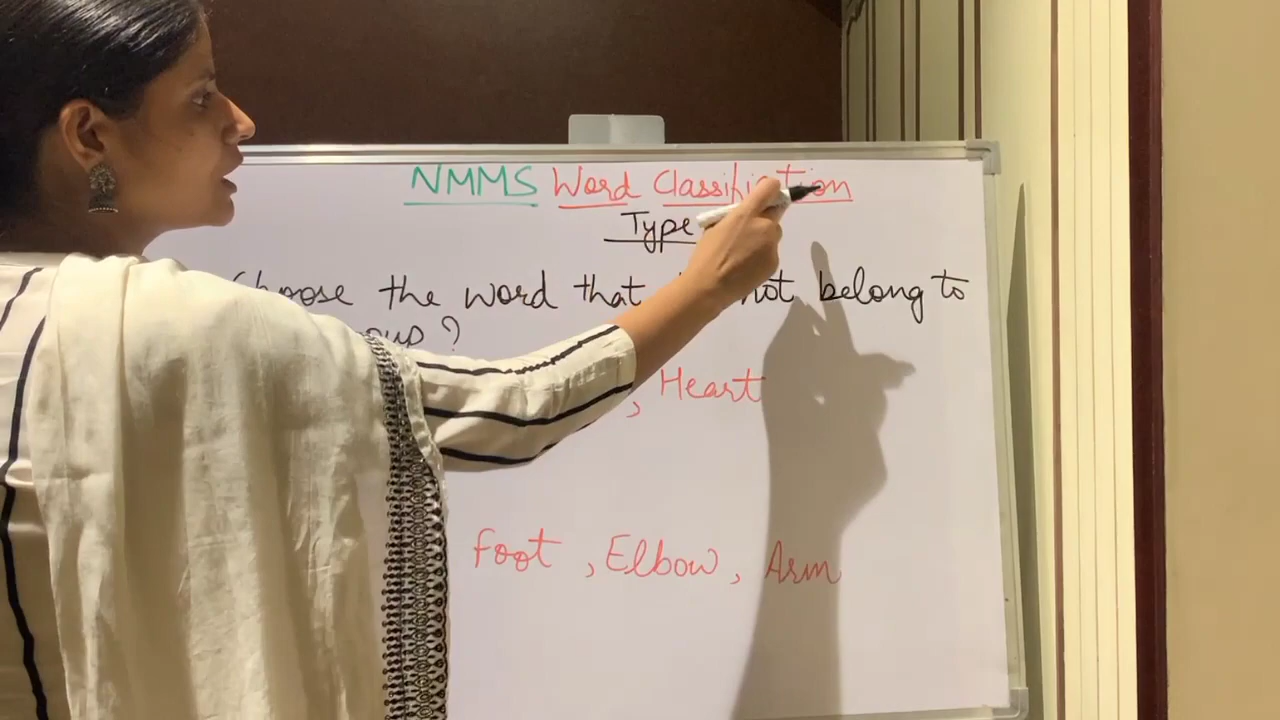 NMMS Word Classification
Type
Choose the word that not belong to
?
, Heart
Foot , Elbow , Arm